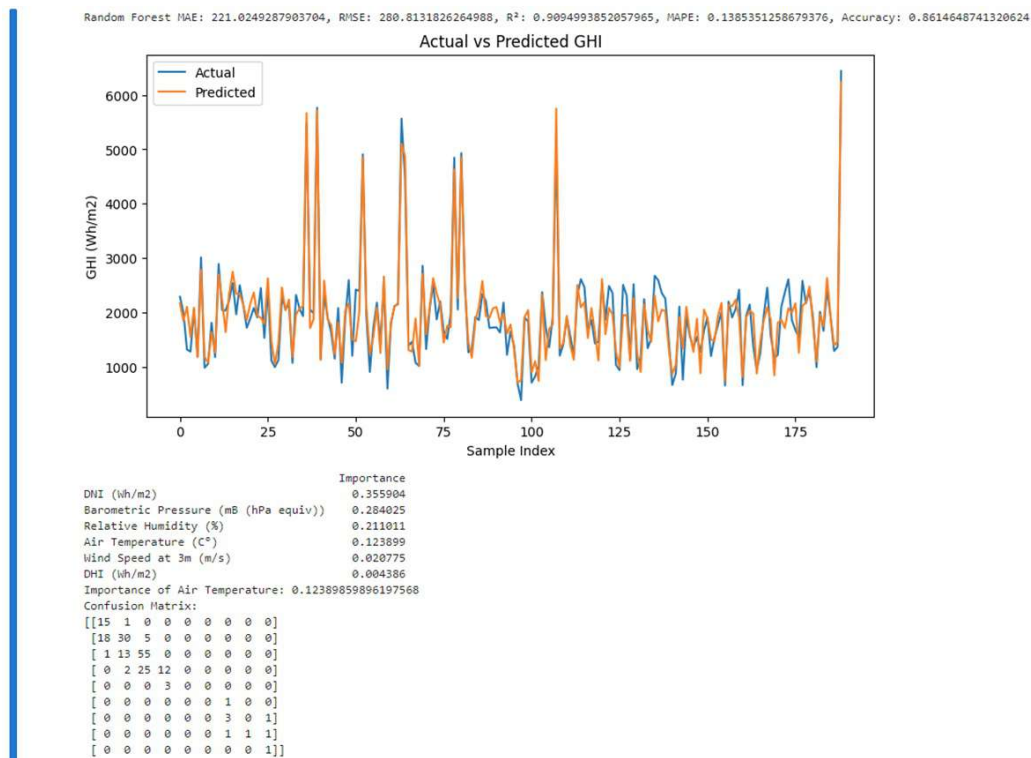 Random Forest MAE: 221.0249287903704, RMSE: 280.8131826264988, R²: 0.9094993852057965, MAPE: 0.1385351258679376, Accuracy: 0.8614648741320624
Actual vs Predicted GHI
Actual
Predicted
GHI (Wh/m2)
6000
5000
4000
3000
2000
1000
0 25 50 75 100 125 150 175
Sample Index
Importance
DNI (Wh/m2) 0.355904
Barometric Pressure (mB (hPa equiv)) 0.284025
Relative Humidity (%) 0.211011
Air Temperature (C°) 0.123899
Wind Speed at 3m (m/s) 0.020775
DHI (Wh/m2) 0.004386
Importance of Air Temperature: 0.12389859896197568
Confusion Matrix:
[[15 1 0 0 0 0 0 0 0]
[18 30 5 0 0 0 0 0 0]
[ 1 13 55 0 0 0 0 0 0]
[ 0 2 25 12 0 0 0 0 0]
[ 0 0 0 3 0 0 0 0 0]
[ 0 0 0 0 0 0 1 0 0]
[ 0 0 0 0 0 0 3 0 1]
[ 0 0 0 0 0 0 1 1 1]
[ 0 0 0 0 0 0 0 0 1]]